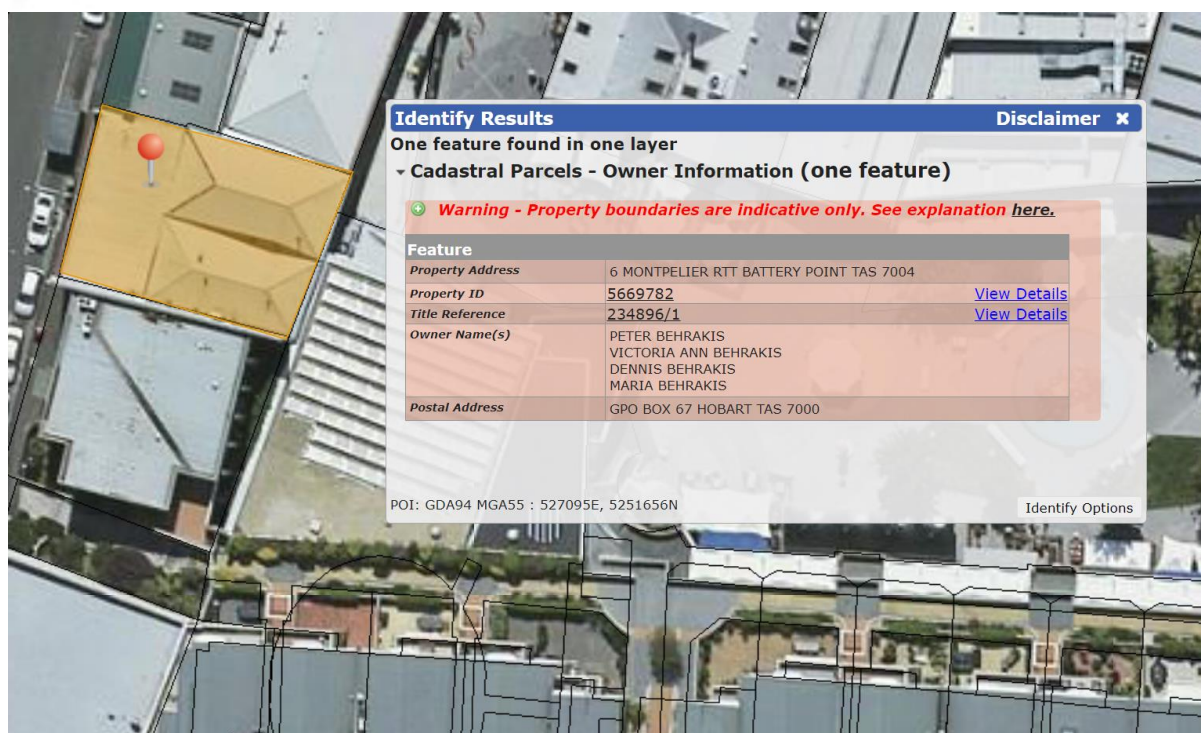 Identify Results Disclaimer ×
One feature found in one layer
Cadastral Parcels - Owner Information (one feature)
Warning - Property boundaries are indicative only. See explanation here.
Feature
Property Address 6 MONTPELIER RTT BATTERY POINT TAS 7004
Property ID 5669782 View Details
Title Reference 234896/1 View Details
Owner Name(s) PETER BEHRAKIS
VICTORIA ANN BEHRAKIS
DENNIS BEHRAKIS
MARIA BEHRAKIS
Postal Address GPO BOX 67 HOBART TAS 7000
POI: GDA94 MGA55 : 527095E, 5251656N Identify Options